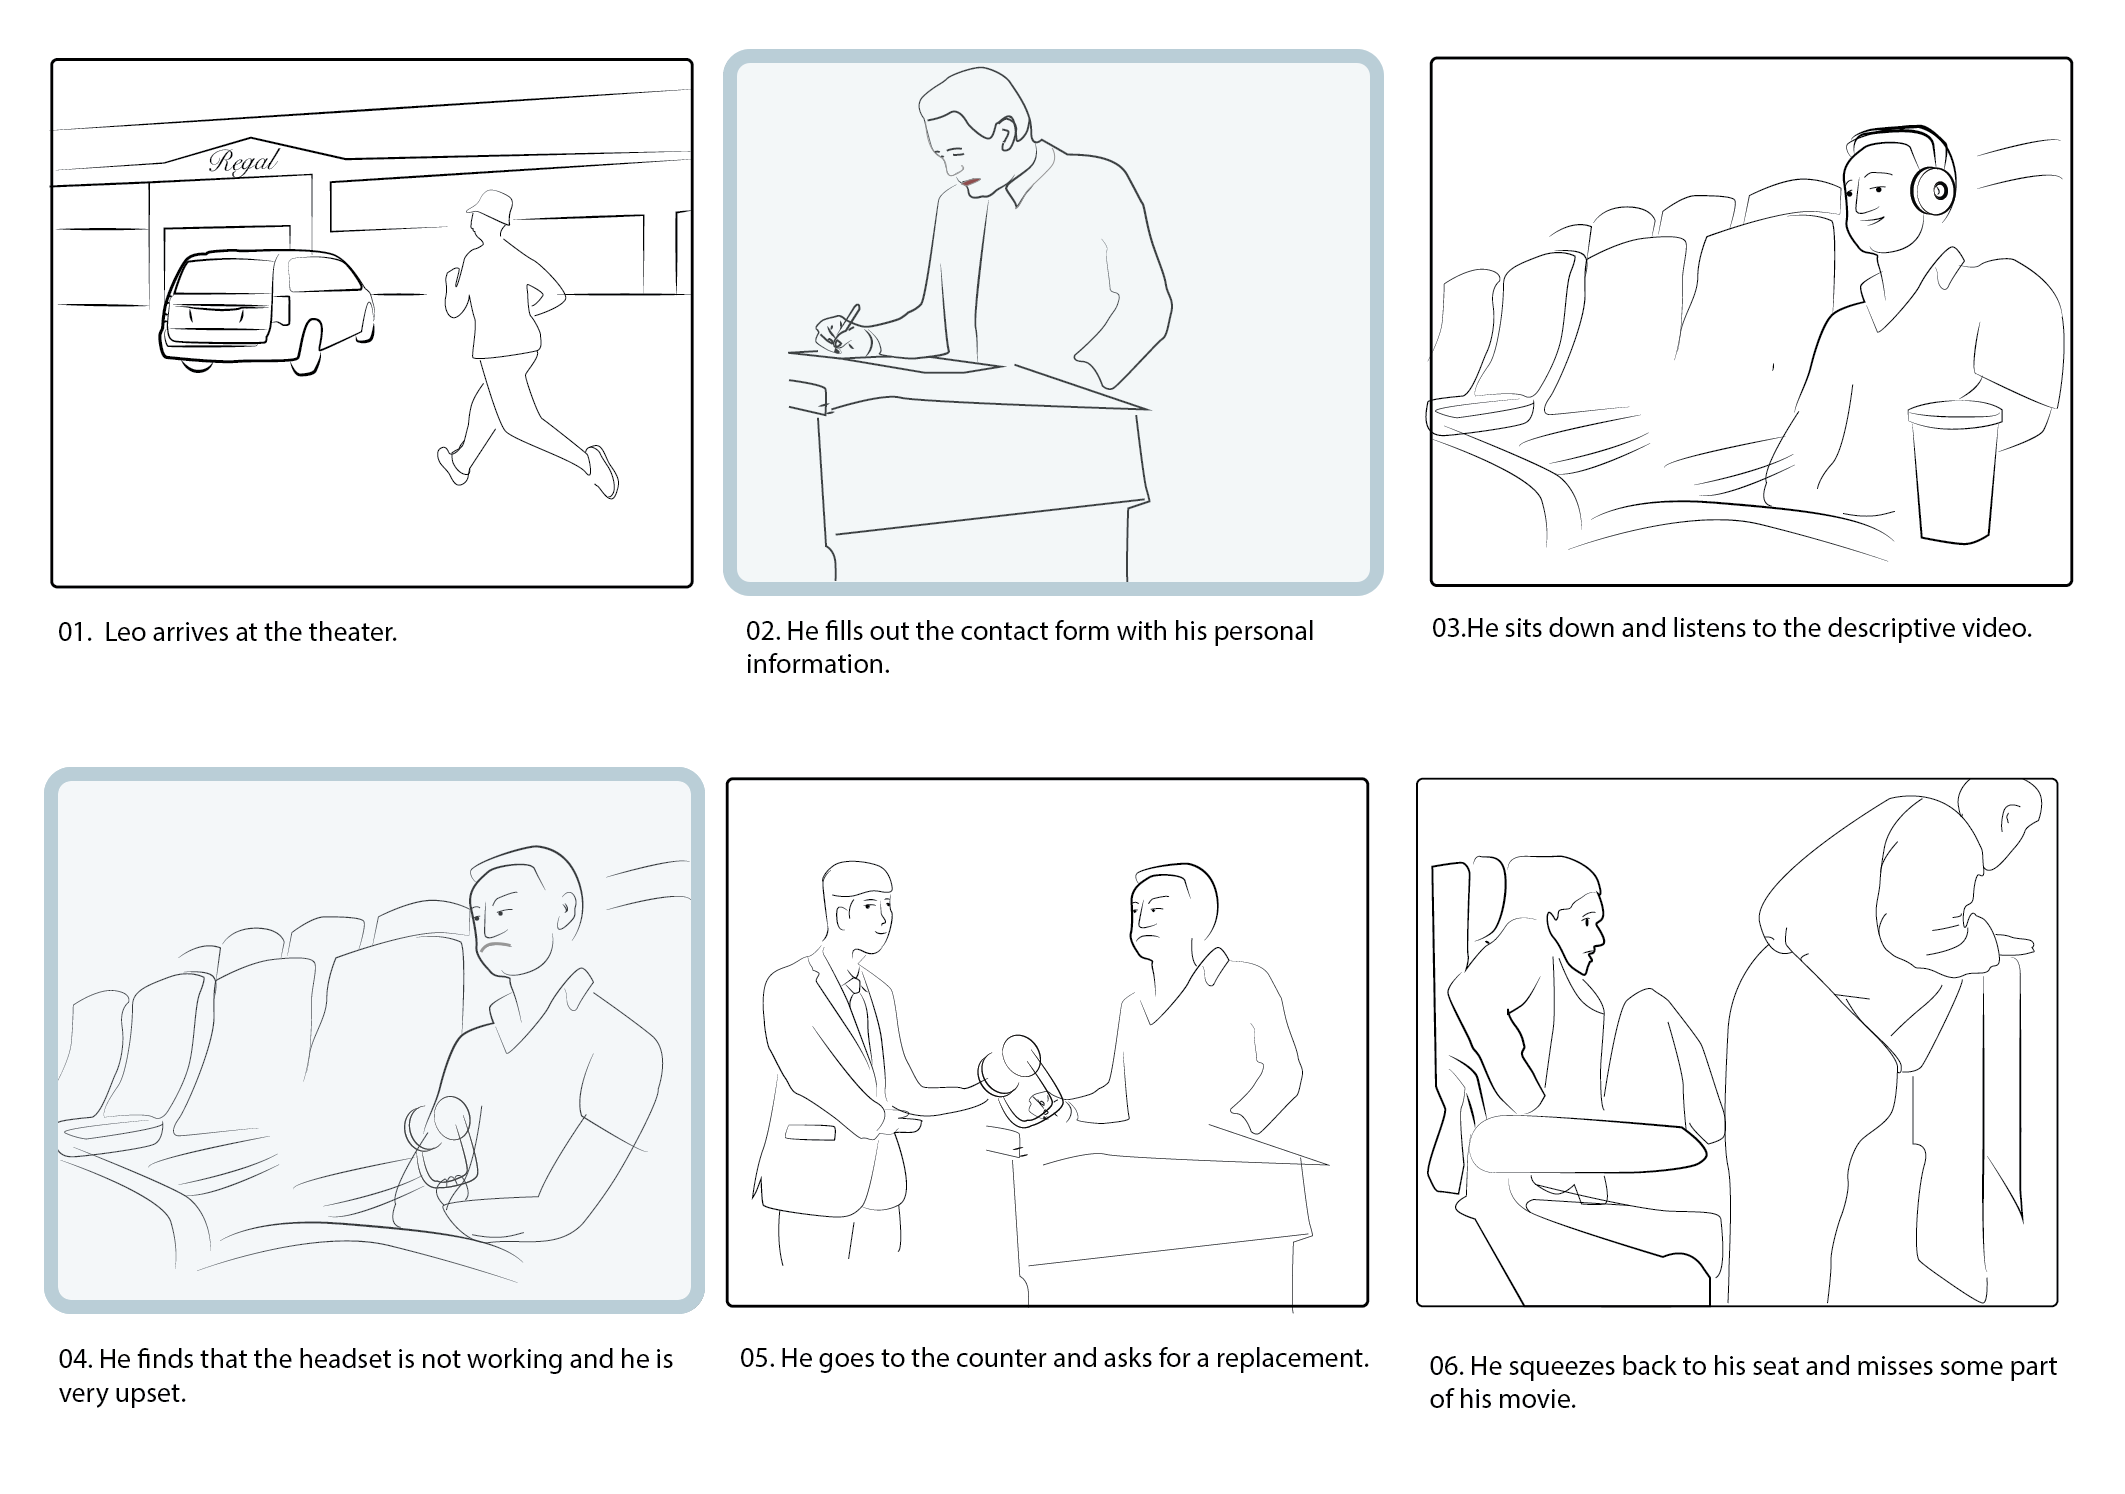 Regal
01.  Leo arrives at the theater.
02. He fills out the contact form with his personal
information.
03.He sits down and listens to the descriptive video.
04. He finds that the headset is not working and he is
very upset.
05. He goes to the counter and asks for a replacement.
06. He squeezes back to his seat and misses some part
of his movie.